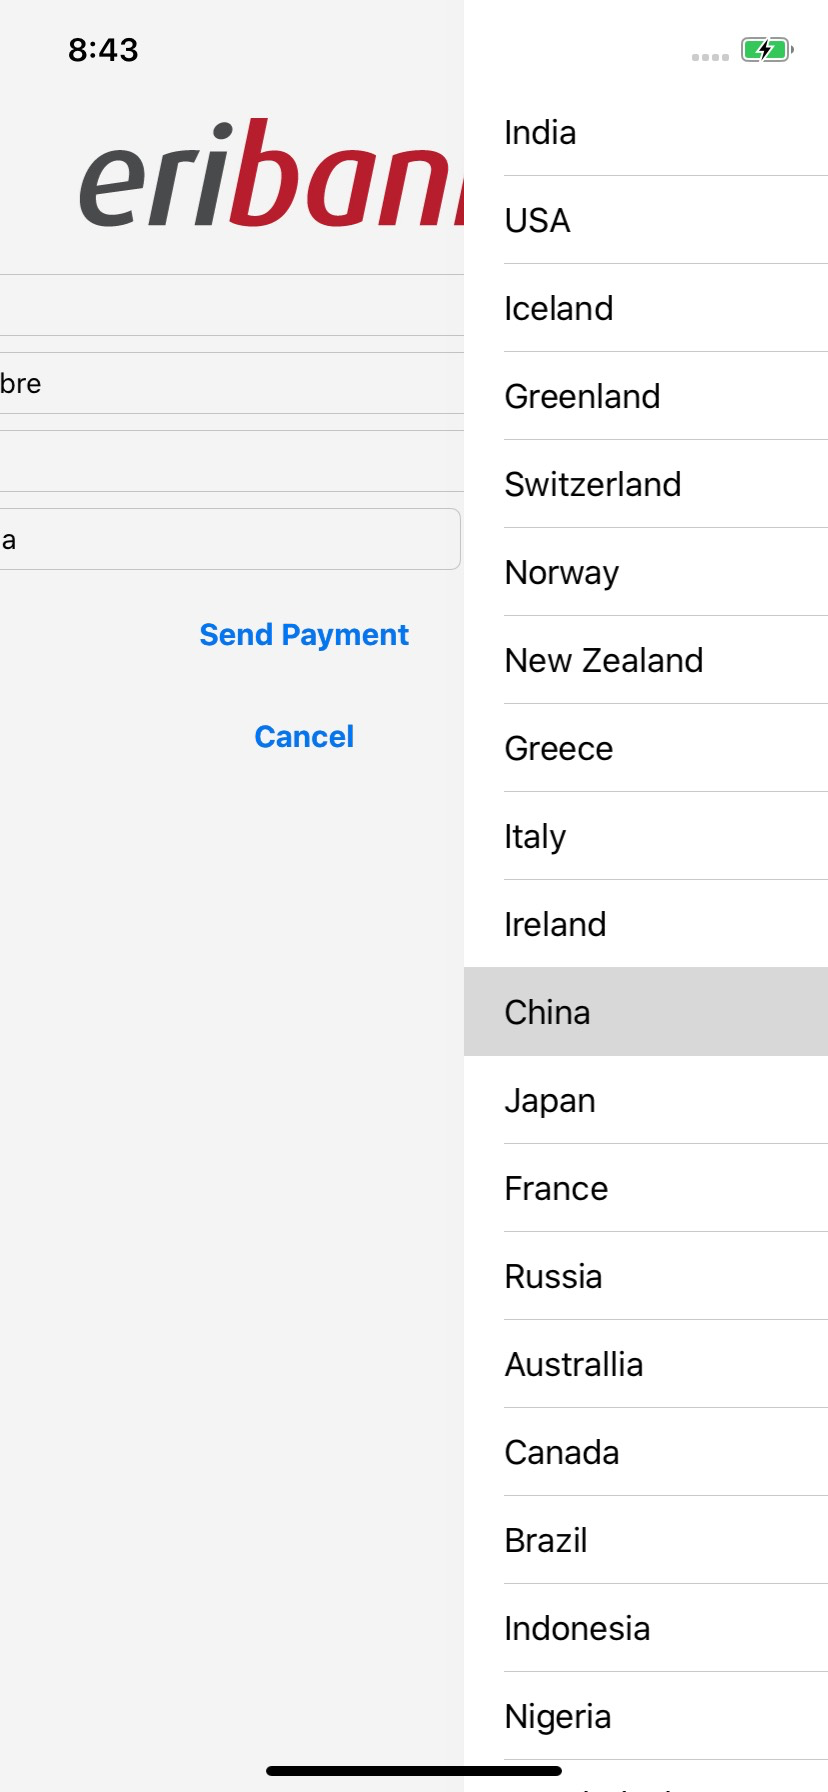 8:43
eriban
bre
a
Send Payment
Cancel
India
USA
Iceland
Greenland
Switzerland
Norway
New Zealand
Greece
Italy
Ireland
China
Japan
France
Russia
Australlia
Canada
Brazil
Indonesia
Nigeria